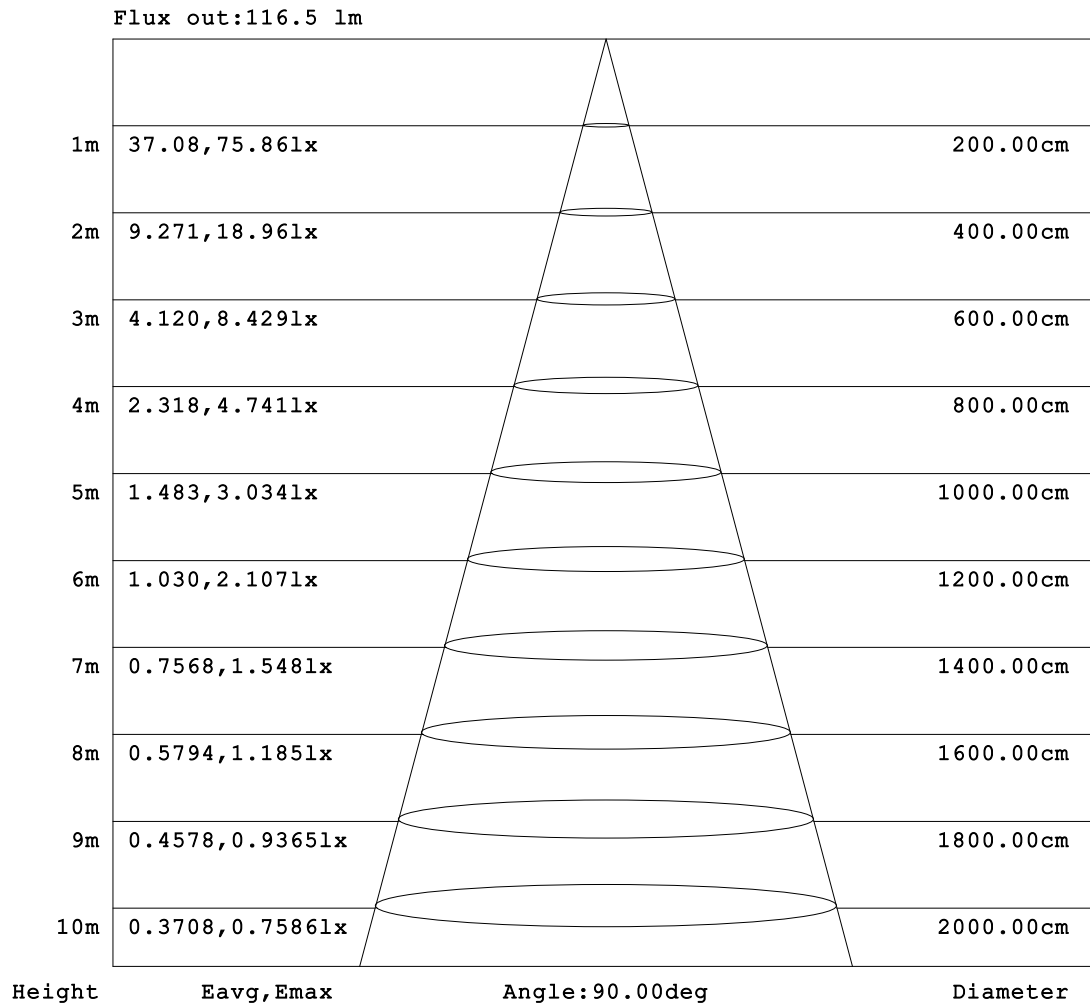 Flux out:116.5 lm
1m 37.08,75.86lx 200.00cm
2m 9.271,18.96lx 400.00cm
3m 4.120,8.429lx 600.00cm
4m 2.318,4.741lx 800.00cm
5m 1.483,3.034lx 1000.00cm
6m 1.030,2.107lx 1200.00cm
7m 0.7568,1.548lx 1400.00cm
8m 0.5794,1.185lx 1600.00cm
9m 0.4578,0.9365lx 1800.00cm
10m 0.3708,0.7586lx 2000.00cm
Height Eavg,Emax Angle:90.00deg Diameter